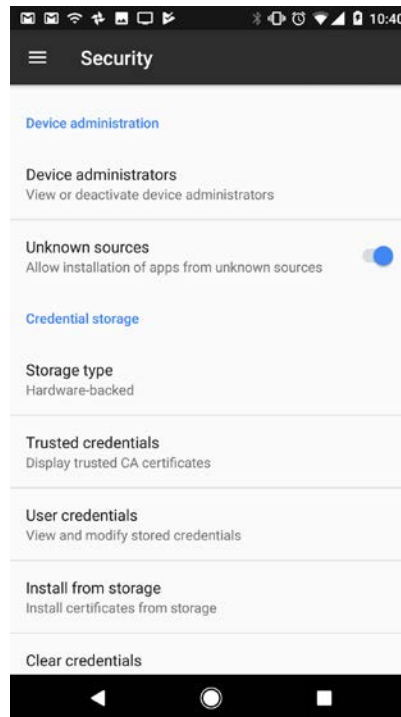 10:40
Security
Device administration
Device administrators
View or deactivate device administrators
Unknown sources
Allow installation of apps from unknown sources
Credential storage
Storage type
Hardware-backed
Trusted credentials
Display trusted CA certificates
User credentials
View and modify stored credentials
Install from storage
Install certificates from storage
Clear credentials